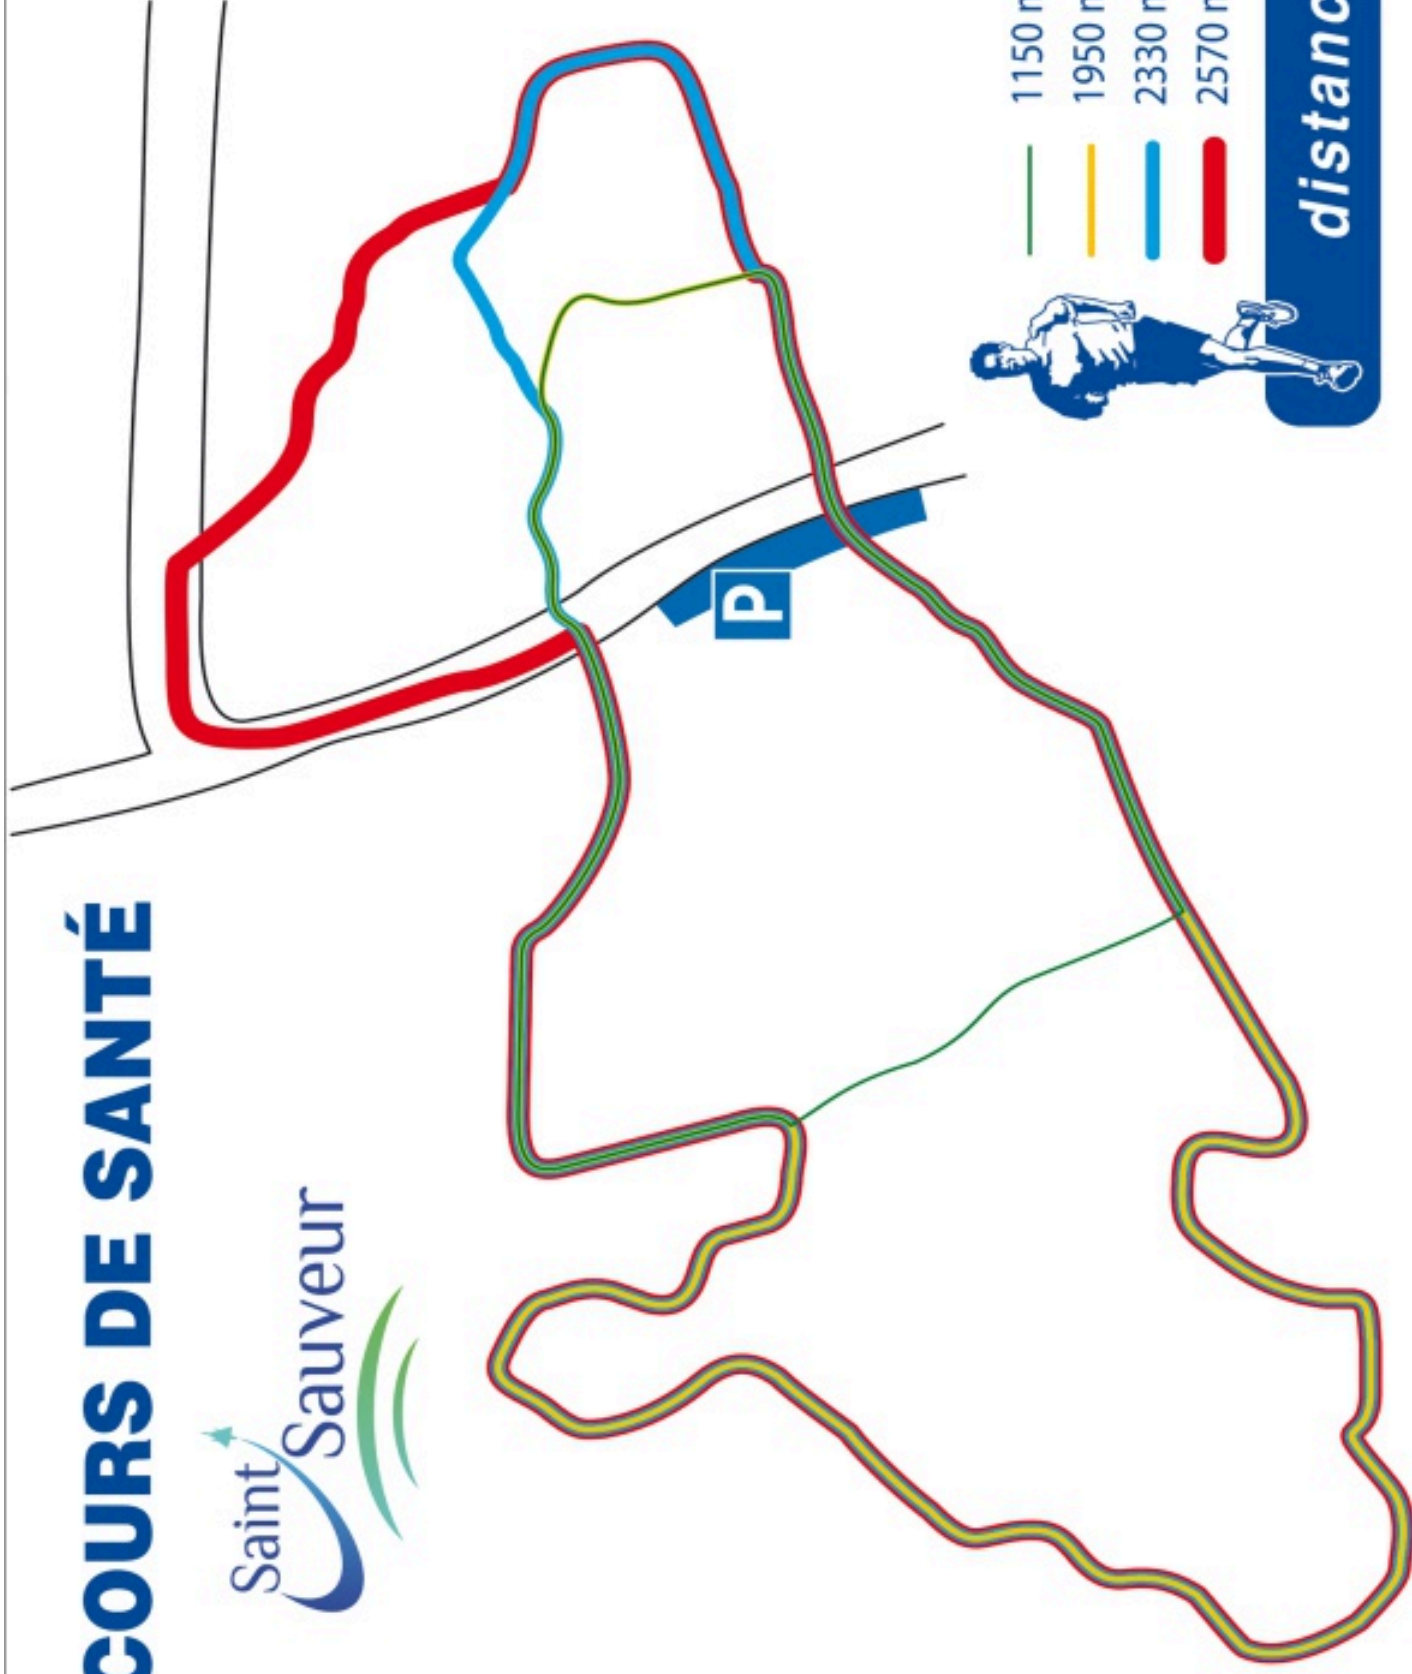 COURS DE SANTÉ
Saint
Sauveur
P
1150 m
1950 m
2330 m
2570 m
distanc